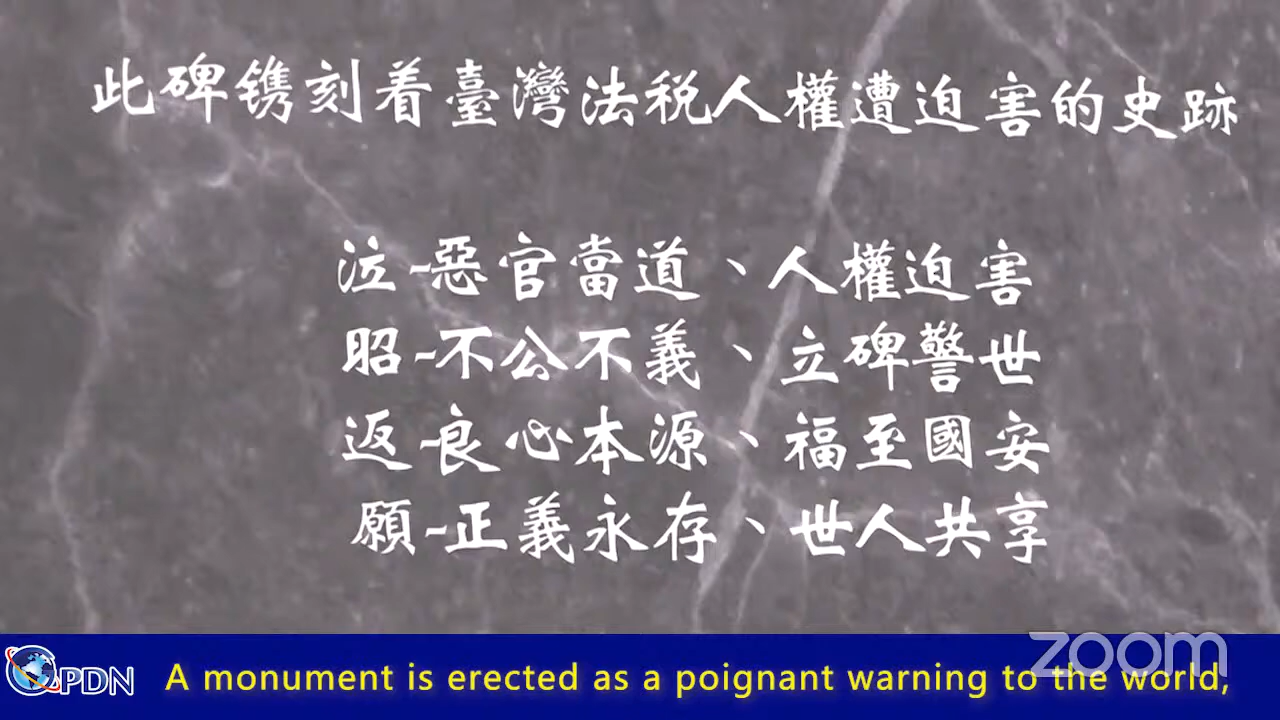 此碑鐫刻着臺灣法税人權遭迫害的史跡
泣~惡官當道、人權迫害
昭~不公不義、立碑警世
返~良心本源、福至國安
願~正義永存、世人共享
PDN
A monument is erected as a poignant warning to the world,
zoom